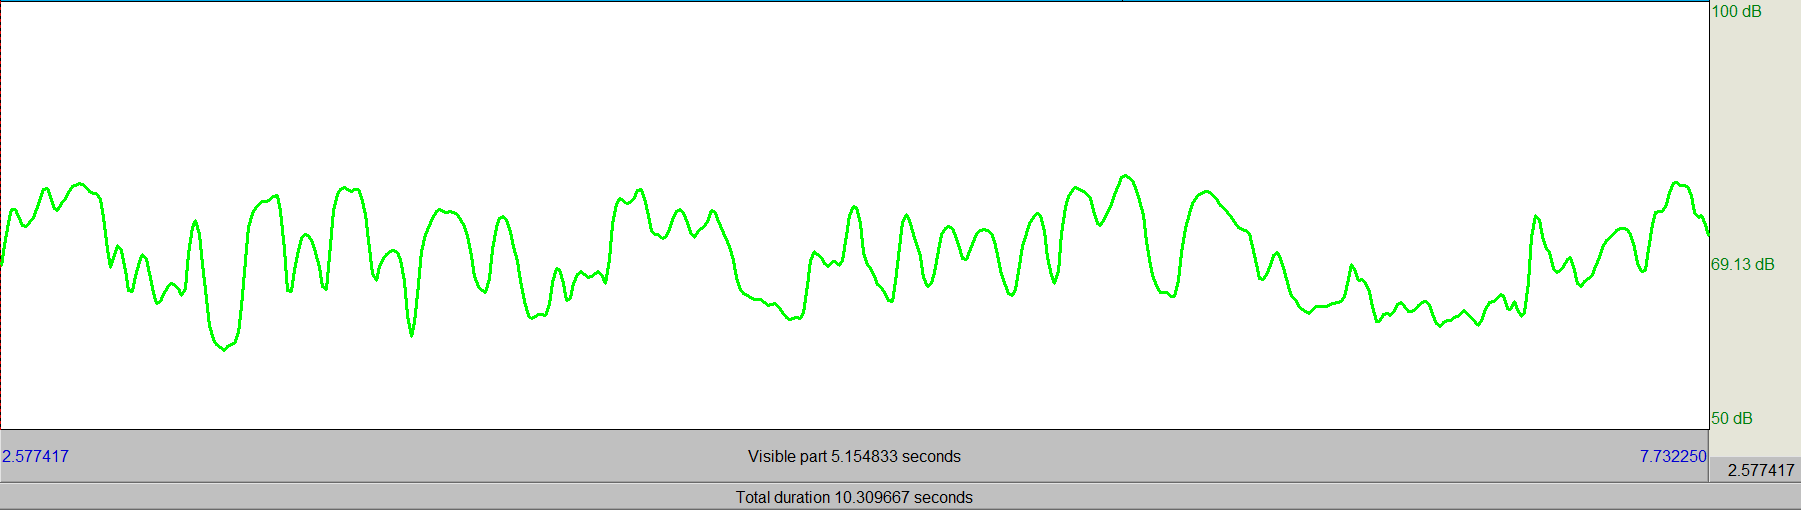 100 dB
69.13 dB
50 dB
2.577417 Visible part 5.154833 seconds 7.732250
2.577417
Total duration 10.309667 seconds